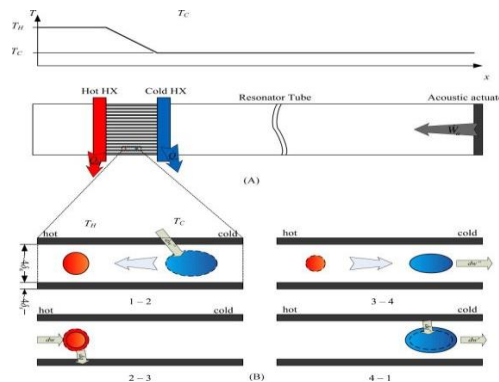 T
T_C
T_H
T_C
x
Hot HX
Cold HX
Resonator Tube
Acoustic actuate
(A)
T_H
T_C
hot
cold
hot
cold
1 – 2
3 – 4
hot
cold
hot
cold
2 – 3
(B)
4 – 1